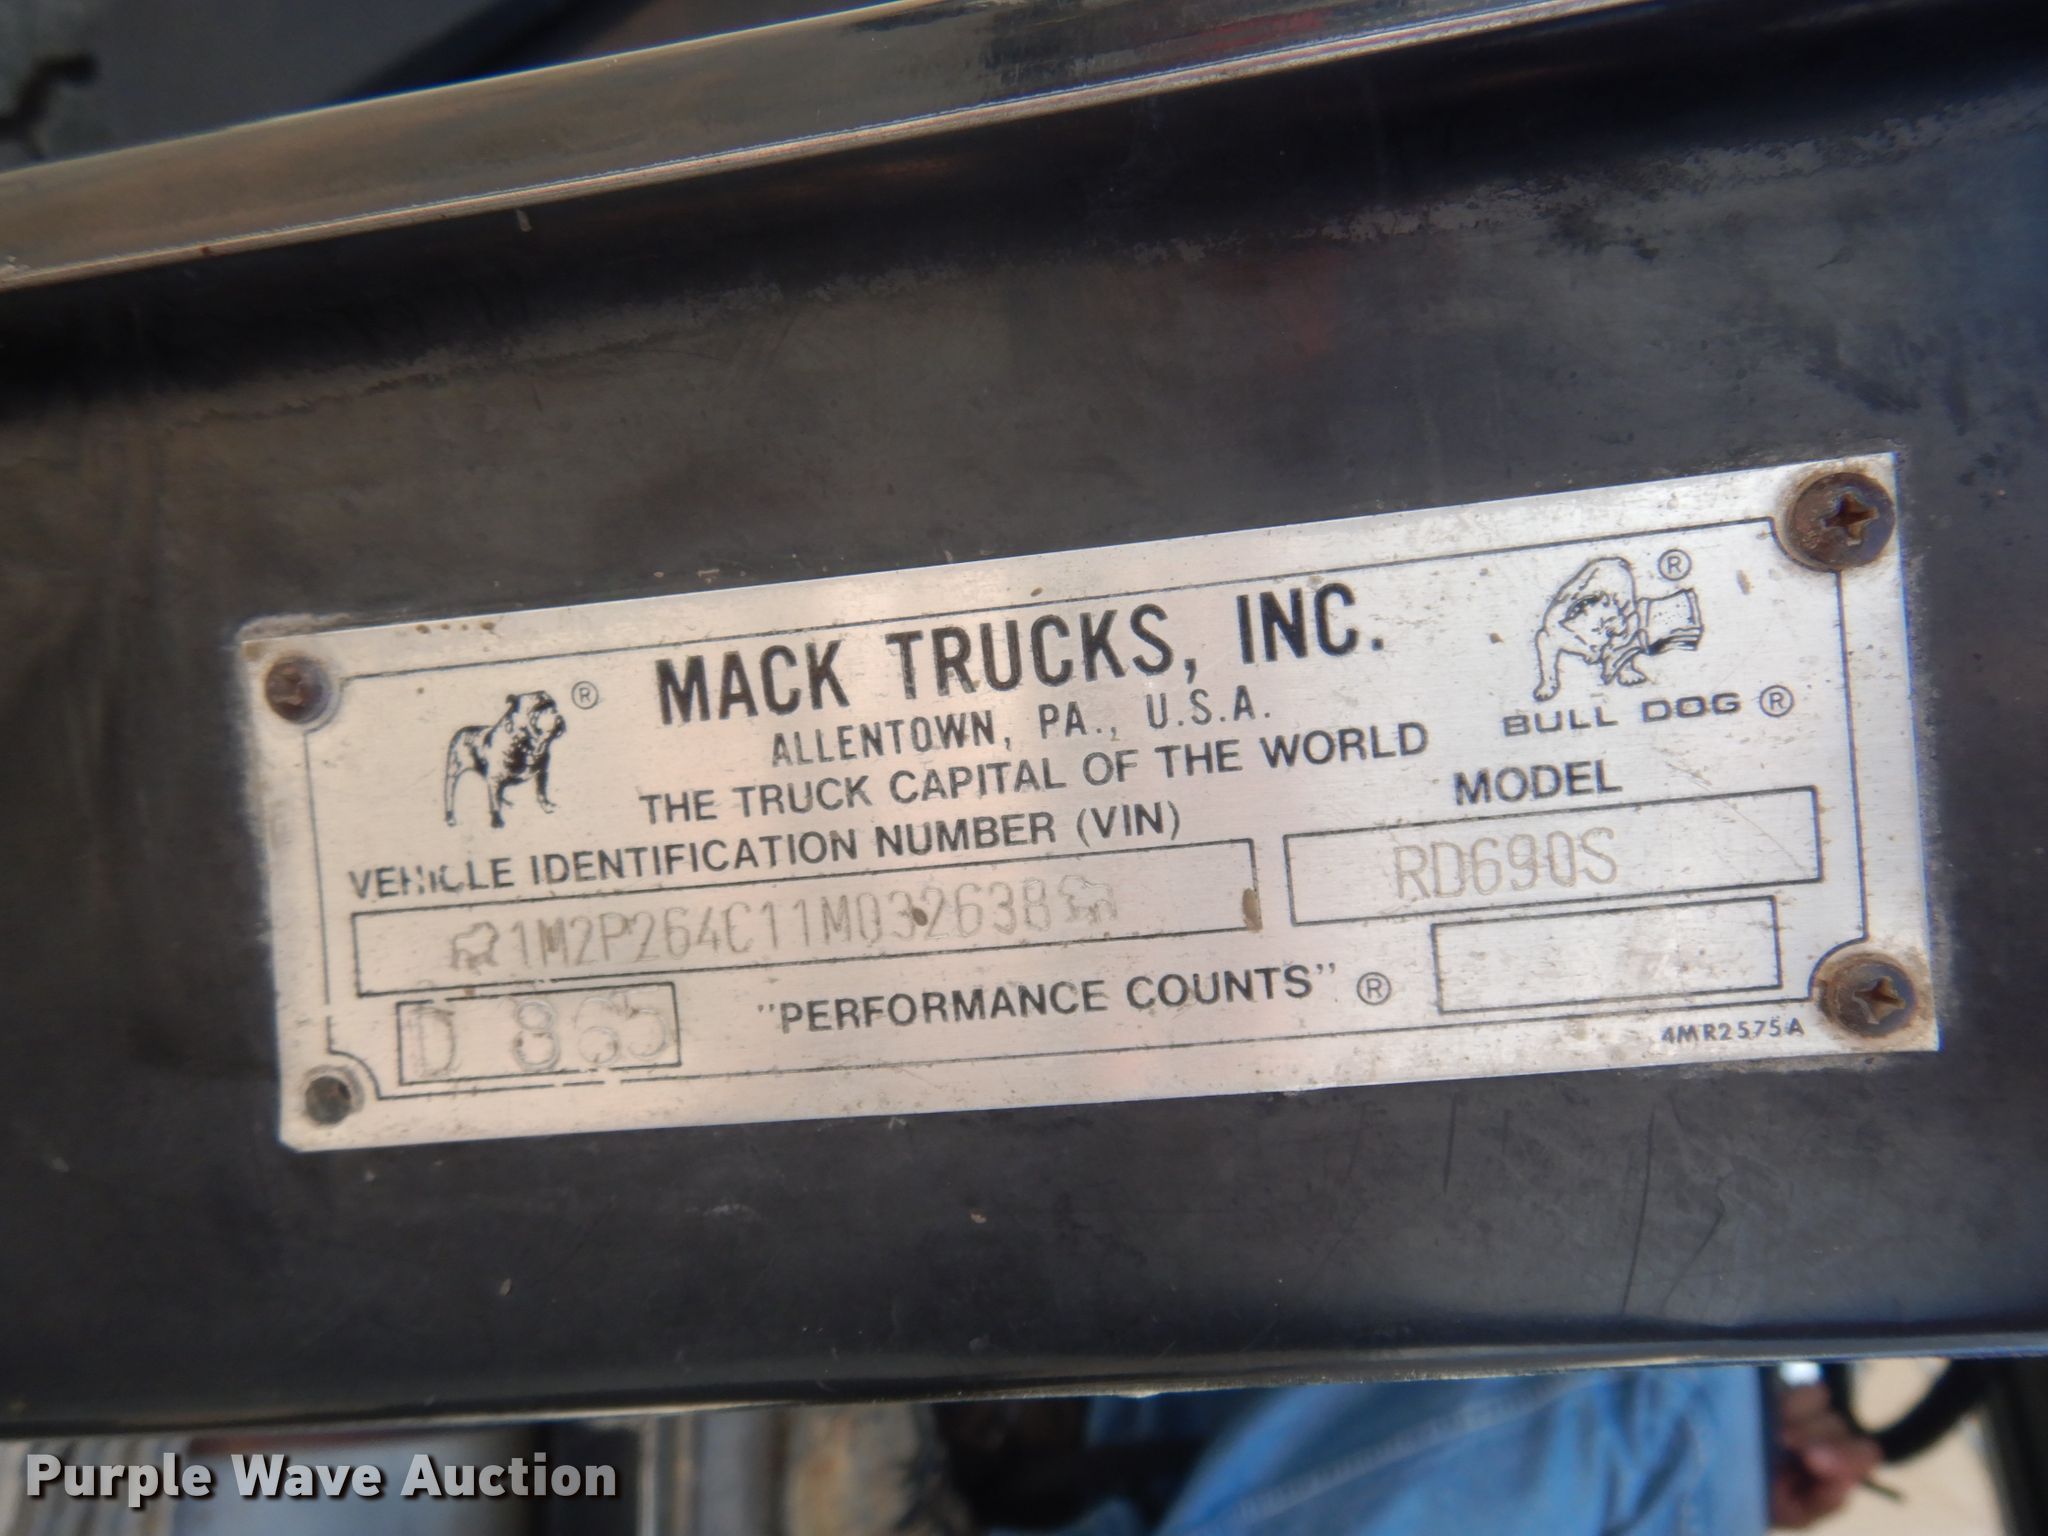 MACK TRUCKS, INC.
ALLENTOWN, PA., U.S.A.
THE TRUCK CAPITAL OF THE WORLD
® BULL DOG ®
®
VEHICLE IDENTIFICATION NUMBER (VIN)
MODEL
1M2P264C11M032638
RD690S
D 865
"PERFORMANCE COUNTS" ®
4MR2575A
Purple Wave Auction